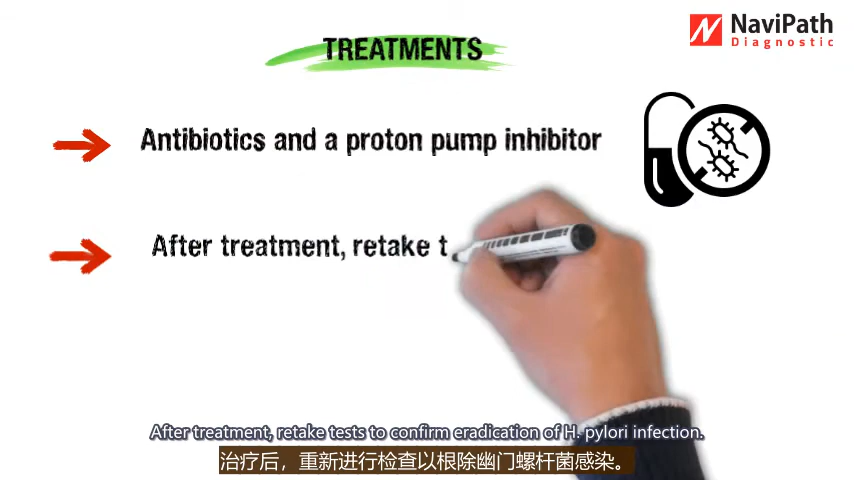 TREATMENTS
NaviPath
Diagnostic
Antibiotics and a proton pump inhibitor
After treatment, retake t
After treatment, retake tests to confirm eradication of H. pylori infection.
治疗后，重新进行检查以根除幽门螺杆菌感染。